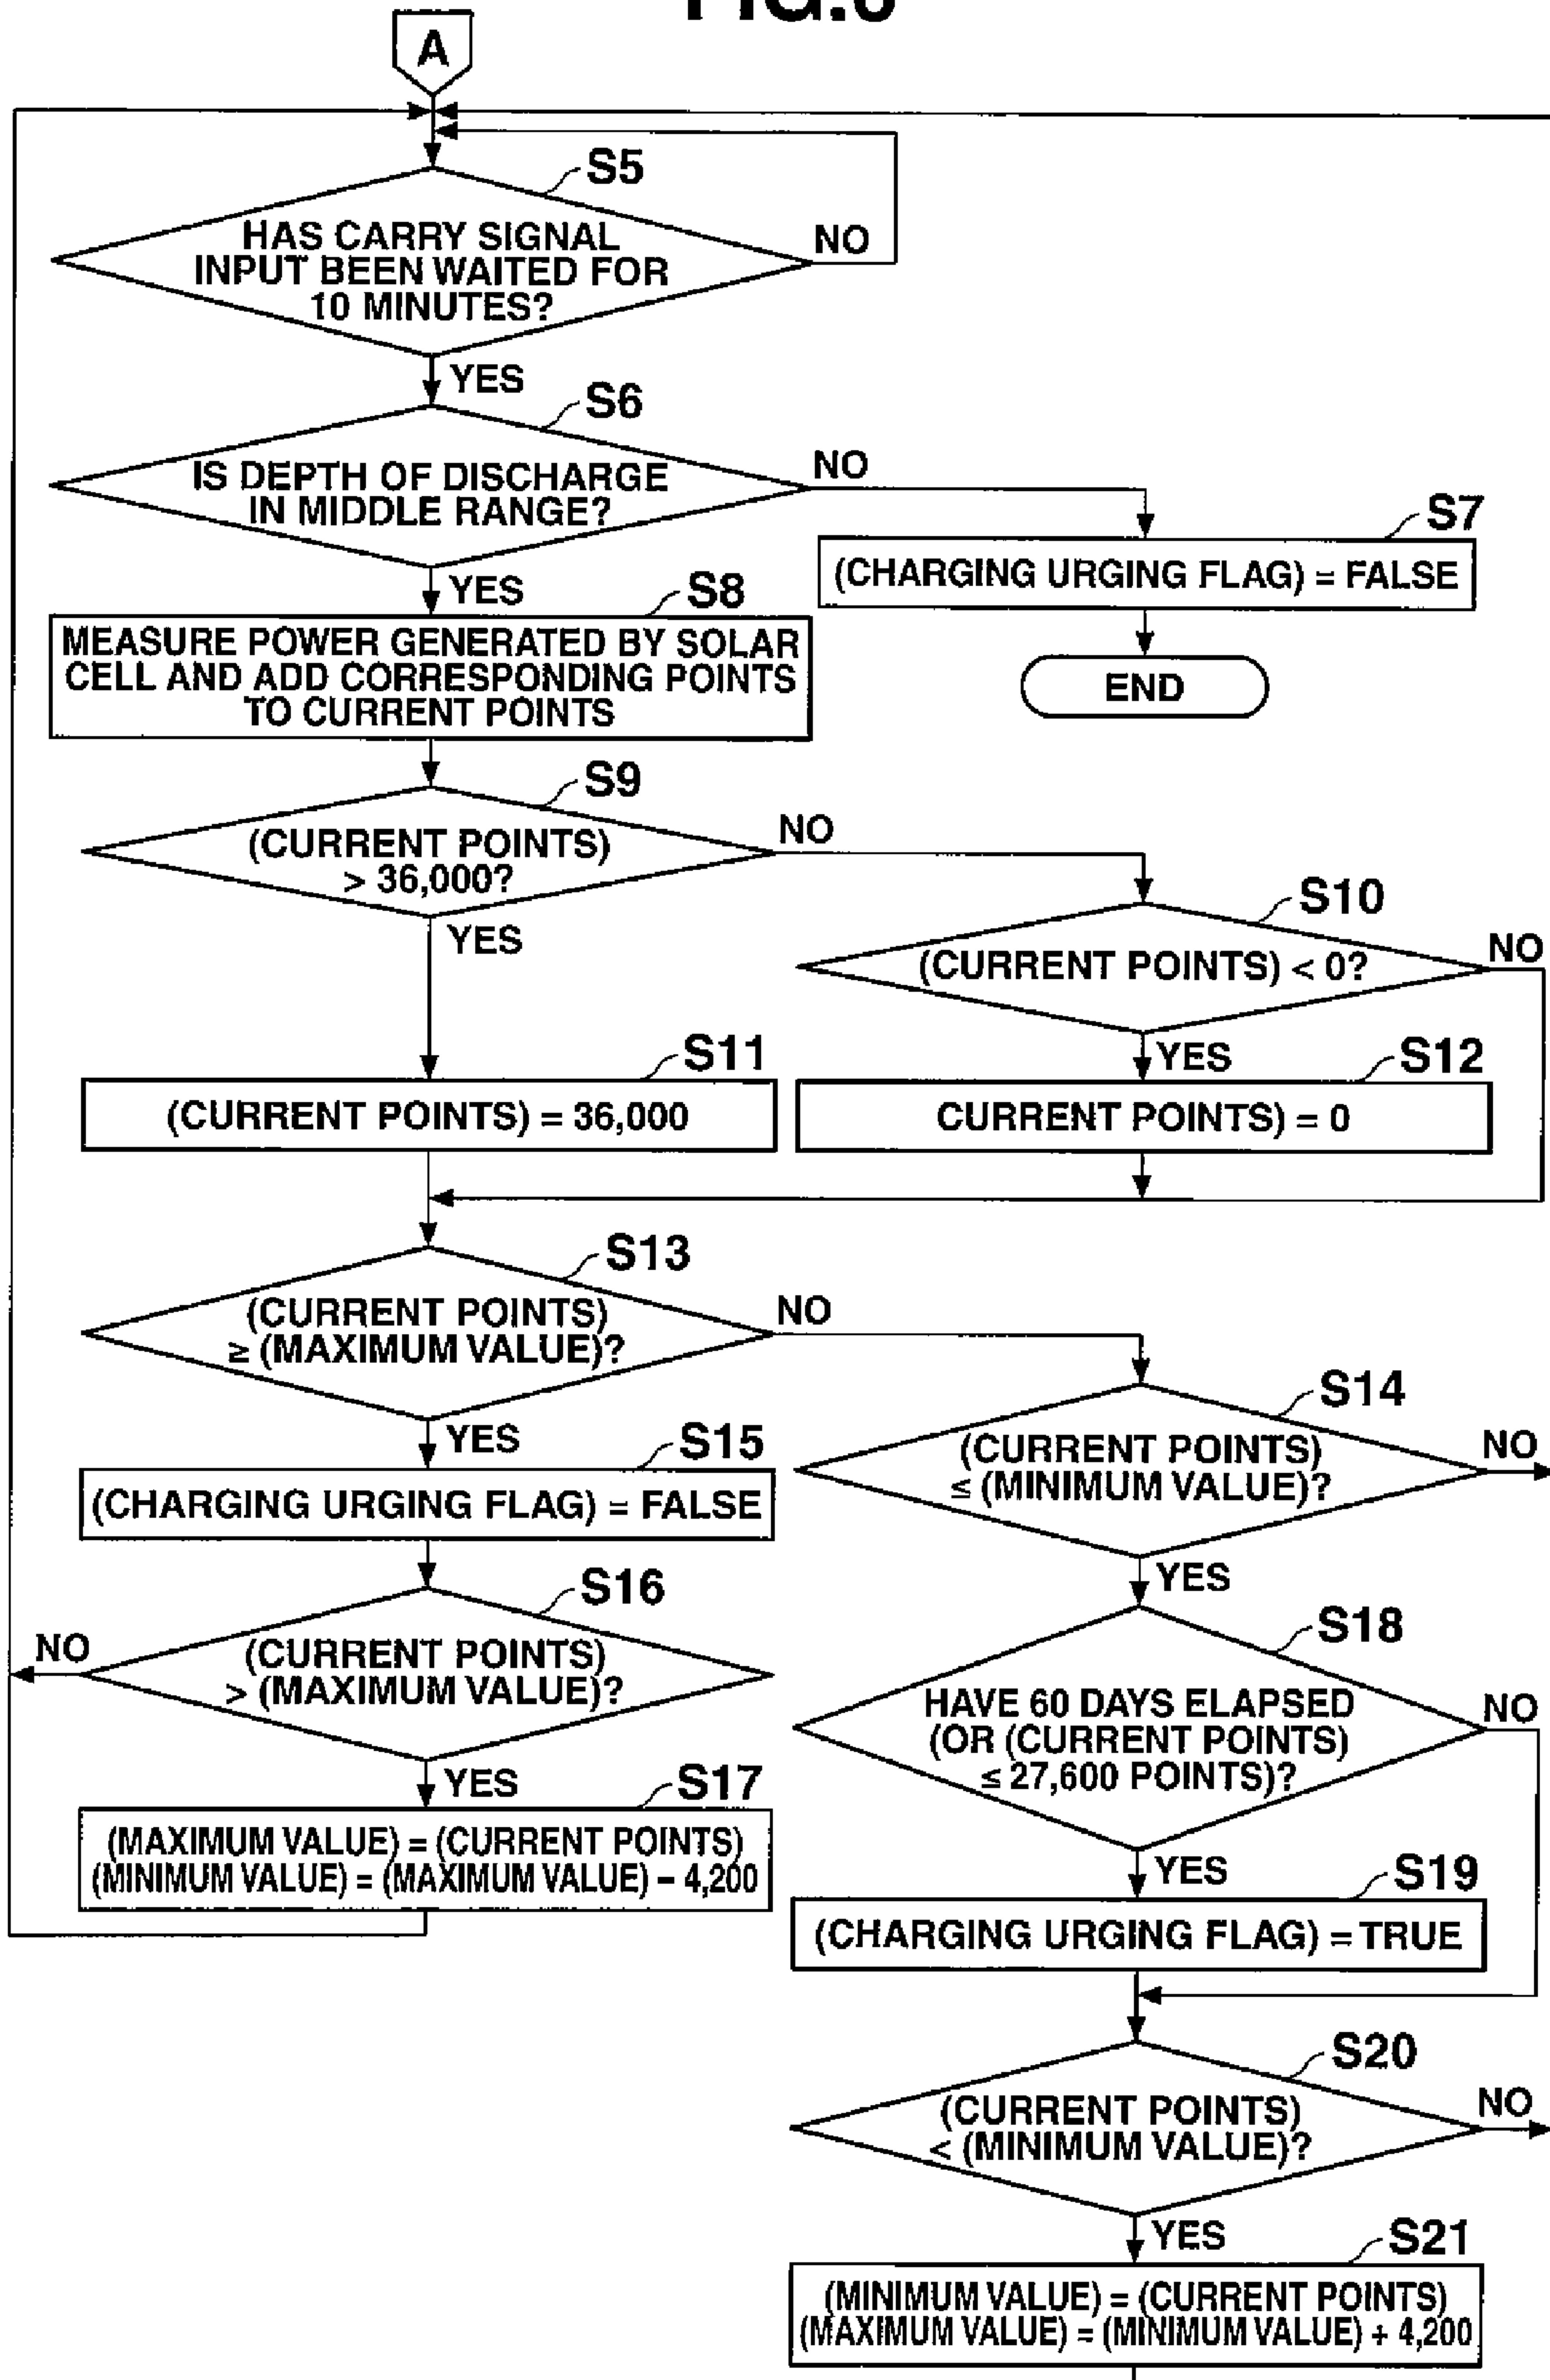 A
S5
HAS CARRY SIGNAL
INPUT BEEN WAITED FOR
10 MINUTES?
NO
YES
S6
IS DEPTH OF DISCHARGE
IN MIDDLE RANGE?
NO
S7
(CHARGING URGING FLAG) = FALSE
END
YES
S8
MEASURE POWER GENERATED BY SOLAR
CELL AND ADD CORRESPONDING POINTS
TO CURRENT POINTS
S9
(CURRENT POINTS)
> 36,000?
NO
YES
S10
(CURRENT POINTS) < 0?
NO
YES
S11
(CURRENT POINTS) = 36,000
S12
CURRENT POINTS) = 0
S13
(CURRENT POINTS)
≥ (MAXIMUM VALUE)?
NO
YES
S14
(CURRENT POINTS)
≤ (MINIMUM VALUE)?
NO
YES
S15
(CHARGING URGING FLAG) = FALSE
S16
(CURRENT POINTS)
> (MAXIMUM VALUE)?
NO
YES
S17
(MAXIMUM VALUE) = (CURRENT POINTS)
(MINIMUM VALUE) = (MAXIMUM VALUE) – 4,200
S18
HAVE 60 DAYS ELAPSED
(OR (CURRENT POINTS)
≤ 27,600 POINTS)?
NO
YES
S19
(CHARGING URGING FLAG) = TRUE
S20
(CURRENT POINTS)
< (MINIMUM VALUE)?
NO
YES
S21
(MINIMUM VALUE) = (CURRENT POINTS)
(MAXIMUM VALUE) = (MINIMUM VALUE) + 4,200